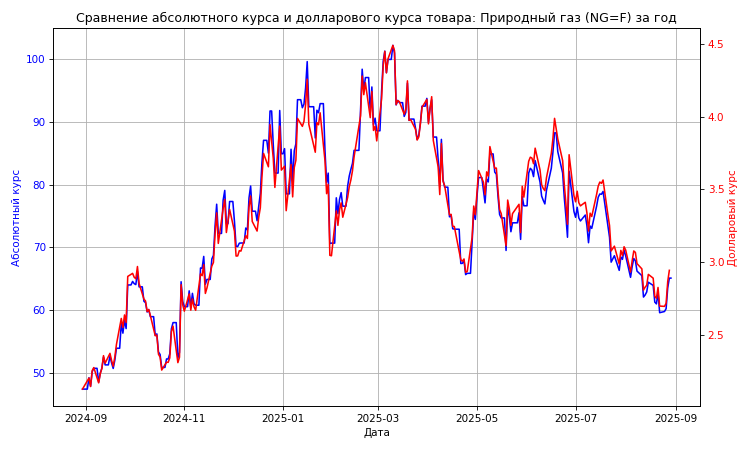 Сравнение абсолютного курса и долларового курса товара: Природный газ (NG=F) за год
Абсолютный курс
100
90
80
70
60
50
4.5
4.0
3.5
3.0
2.5
Долларовый курс
2024-09 2024-11 2025-01 2025-03 2025-05 2025-07 2025-09
Дата